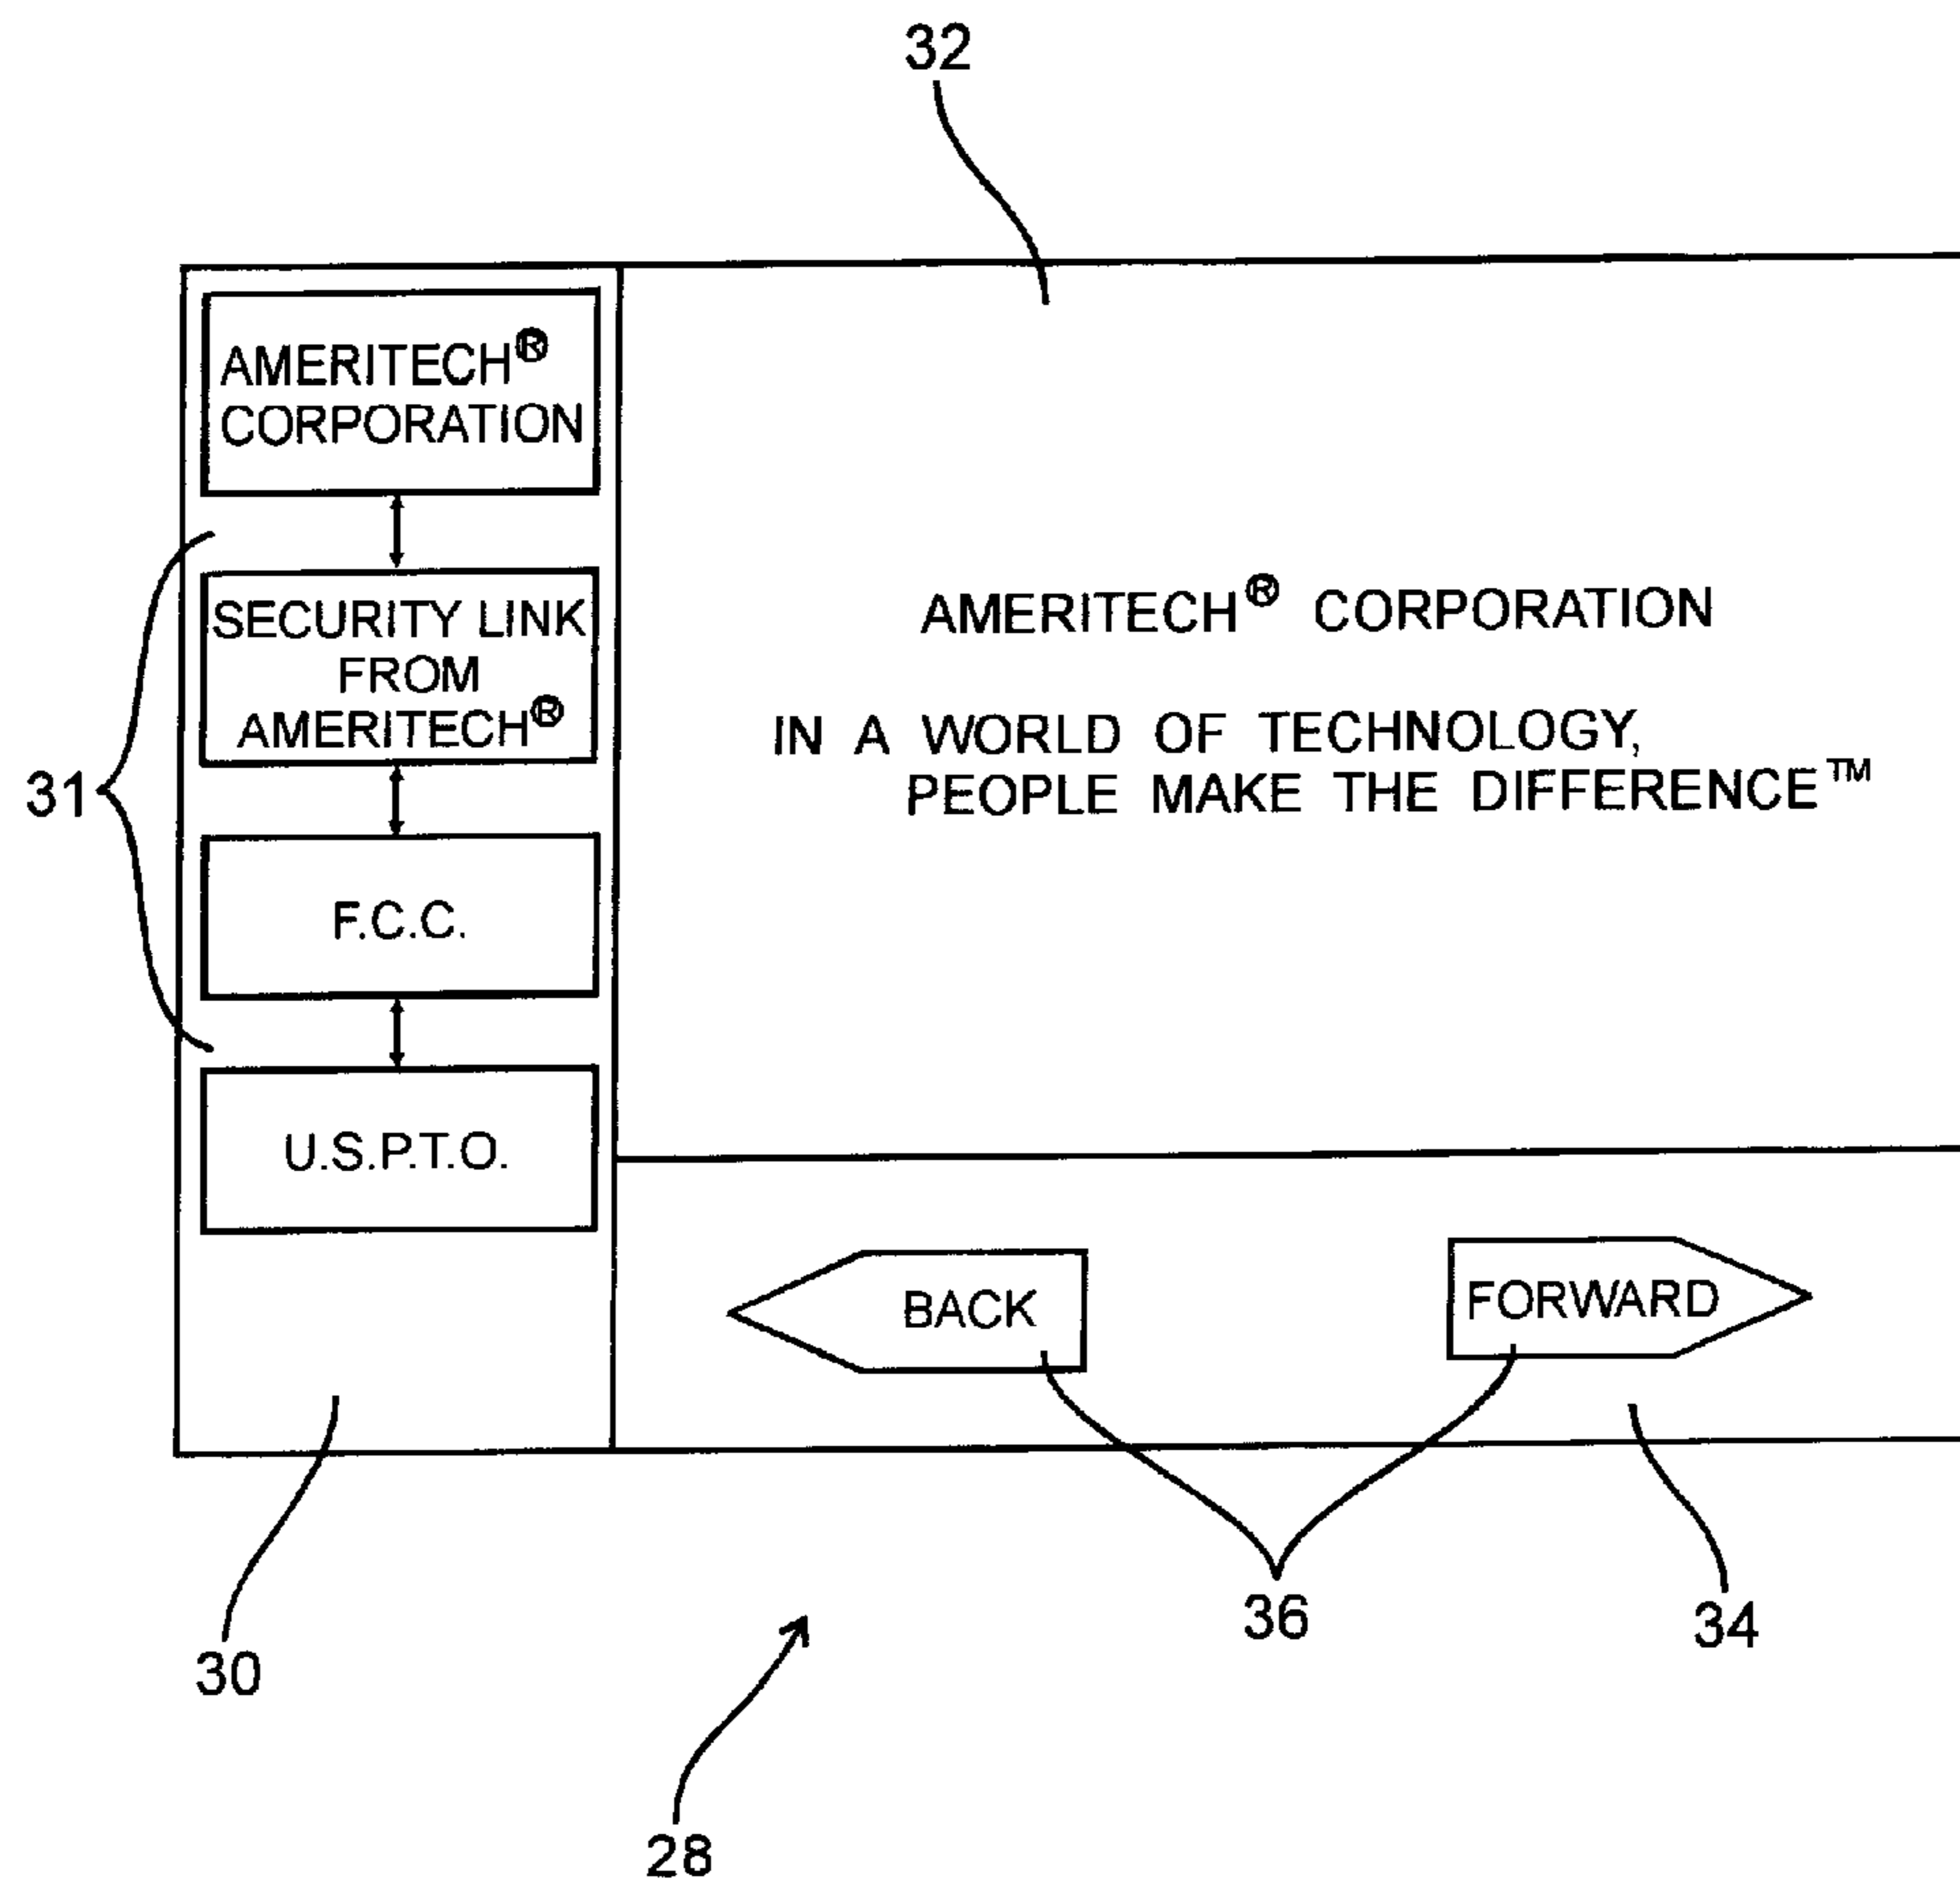 32
AMERITECH®
CORPORATION
SECURITY LINK
FROM
AMERITECH®
F.C.C.
U.S.P.T.O.
31
AMERITECH® CORPORATION
IN A WORLD OF TECHNOLOGY,
PEOPLE MAKE THE DIFFERENCE™
BACK
FORWARD
30
36
34
28